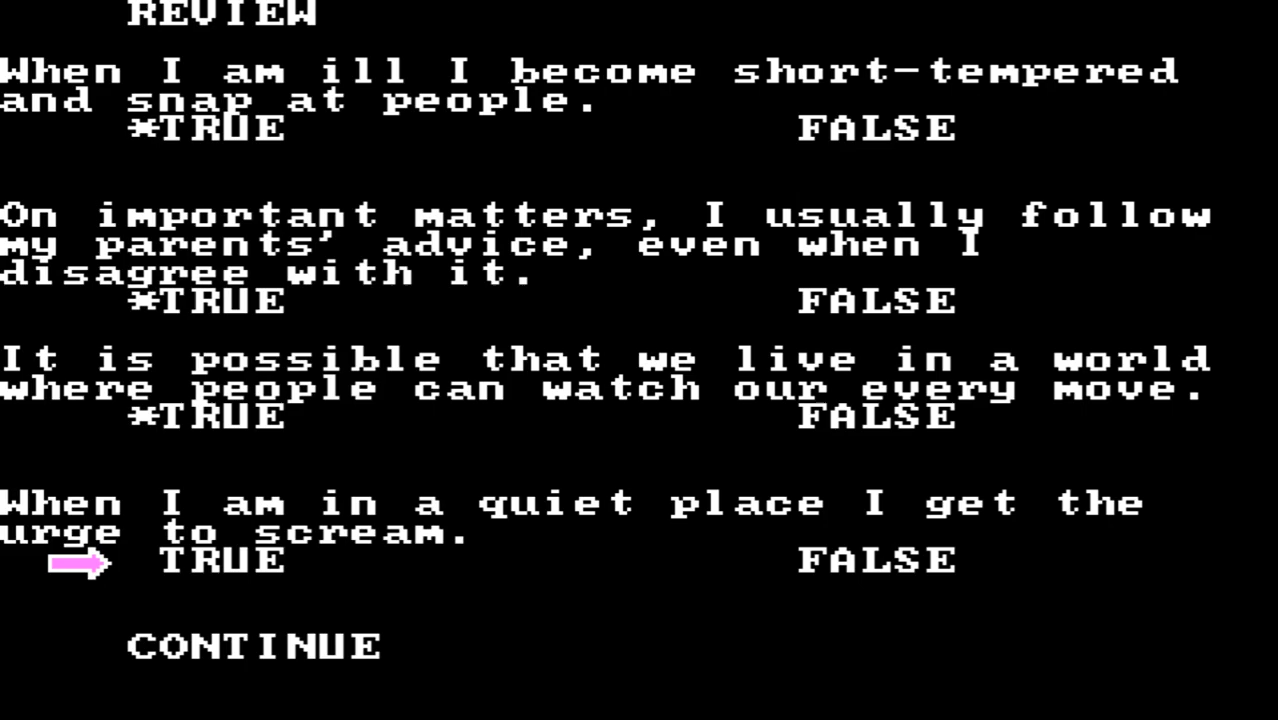 REVIEW
When I am ill I become short-tempered
and snap at people.
*TRUE FALSE
On important matters, I usually follow
my parents' advice, even when I
disagree with it.
*TRUE FALSE
It is possible that we live in a world
where people can watch our every move.
*TRUE FALSE
When I am in a quiet place I get the
urge to scream.
TRUE FALSE
CONTINUE